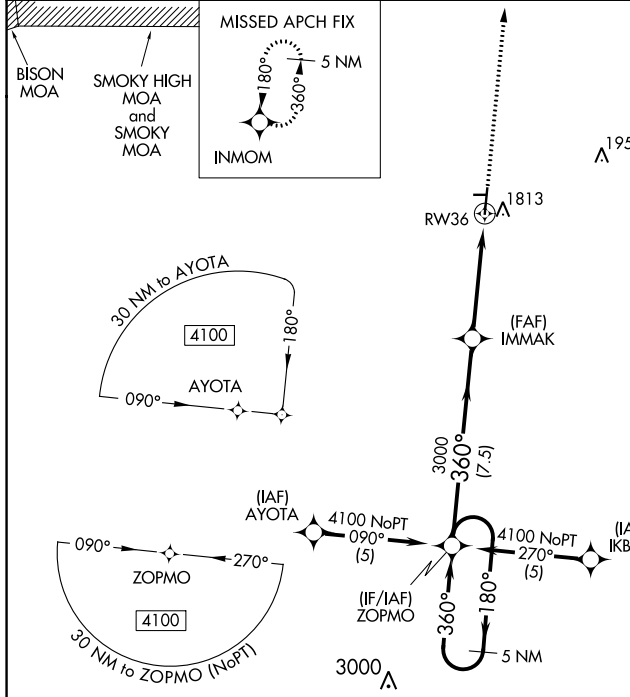 MISSED APCH FIX
180°
360°
5 NM
INMOM
BISON
MOA
SMOKY HIGH
MOA
and
SMOKY
MOA
195
1813
RW36
(FAF)
IMMAK
30 NM to AYOTA
4100
180°
AYOTA
090°
3000
360°
(7.5)
(IAF)
AYOTA
4100 NoPT
090°
(5)
4100 NoPT
270°
(5)
(IA
IKB
(IF/IAF)
ZOPMO
360°
180°
5 NM
090°
270°
ZOPMO
4100
30 NM to ZOPMO (NoPT)
3000